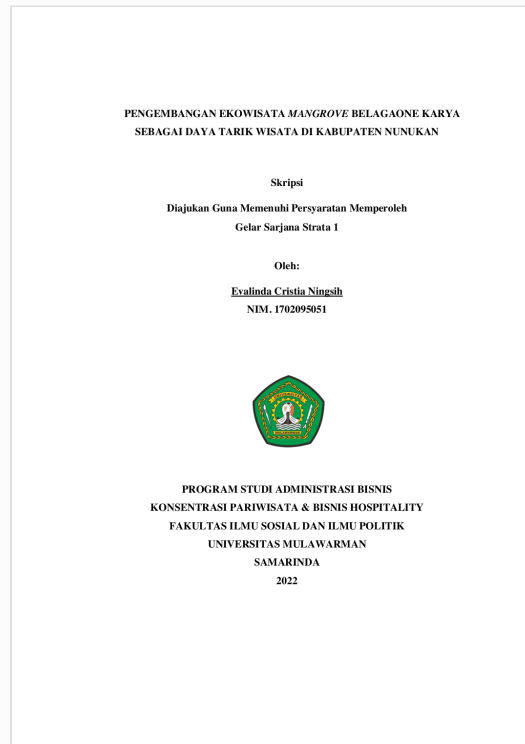 PENGEMBANGAN EKOWISATA MANGROVE BELAGAONE KARYA
SEBAGAI DAYA TARIK WISATA DI KABUPATEN NUNUKAN
Skripsi
Diajukan Guna Memenuhi Persyaratan Memperoleh
Gelar Sarjana Strata 1
Oleh:
Evalinda Cristia Ningsih
NIM. 1702095051
UNIVERSITAS
MULAWARMAN
PROGRAM STUDI ADMINISTRASI BISNIS
KONSENTRASI PARIWISATA & BISNIS HOSPITALITY
FAKULTAS ILMU SOSIAL DAN ILMU POLITIK
UNIVERSITAS MULAWARMAN
SAMARINDA
2022